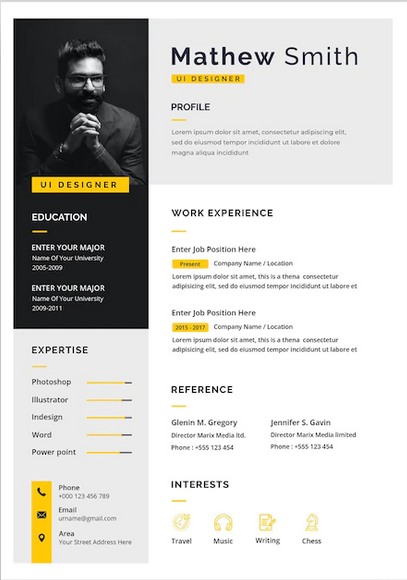 Mathew Smith
UI DESIGNER
PROFILE
Lorem ipsum dolor sit amet, consectetur adipiscing elit,
sed do eiusmod tempor incididunt ut labore et dolore
magna aliqua incididunt
UI DESIGNER
EDUCATION
ENTER YOUR MAJOR
Name Of Your University
2005-2009
ENTER YOUR MAJOR
Name Of Your University
2009-2011
EXPERTISE
Photoshop
Illustrator
Indesign
Word
Power point
Phone
+000 123 456 789
Email
urname@gmail.com
Area
Your Street Address Here
WORK EXPERIENCE
Enter Job Position Here
Present Company Name / Location
Lorem ipsum dolor sit amet, this is a thena consectetur
adipisicing elit, sed do eiusmod tempor incididunt ut labore et
Enter Job Position Here
2015 - 2017 Company Name / Location
Lorem ipsum dolor sit amet, this is a thena consectetur
adipisicing elit, sed do eiusmod tempor incididunt ut labore et
REFERENCE
Glenin M. Gregory
Director Marix Media ltd.
Phone : +555 123 454
Jennifer S. Gavin
Director Marix Media limited
Phone : +555 123 454
INTERESTS
Travel Music Writing Chess